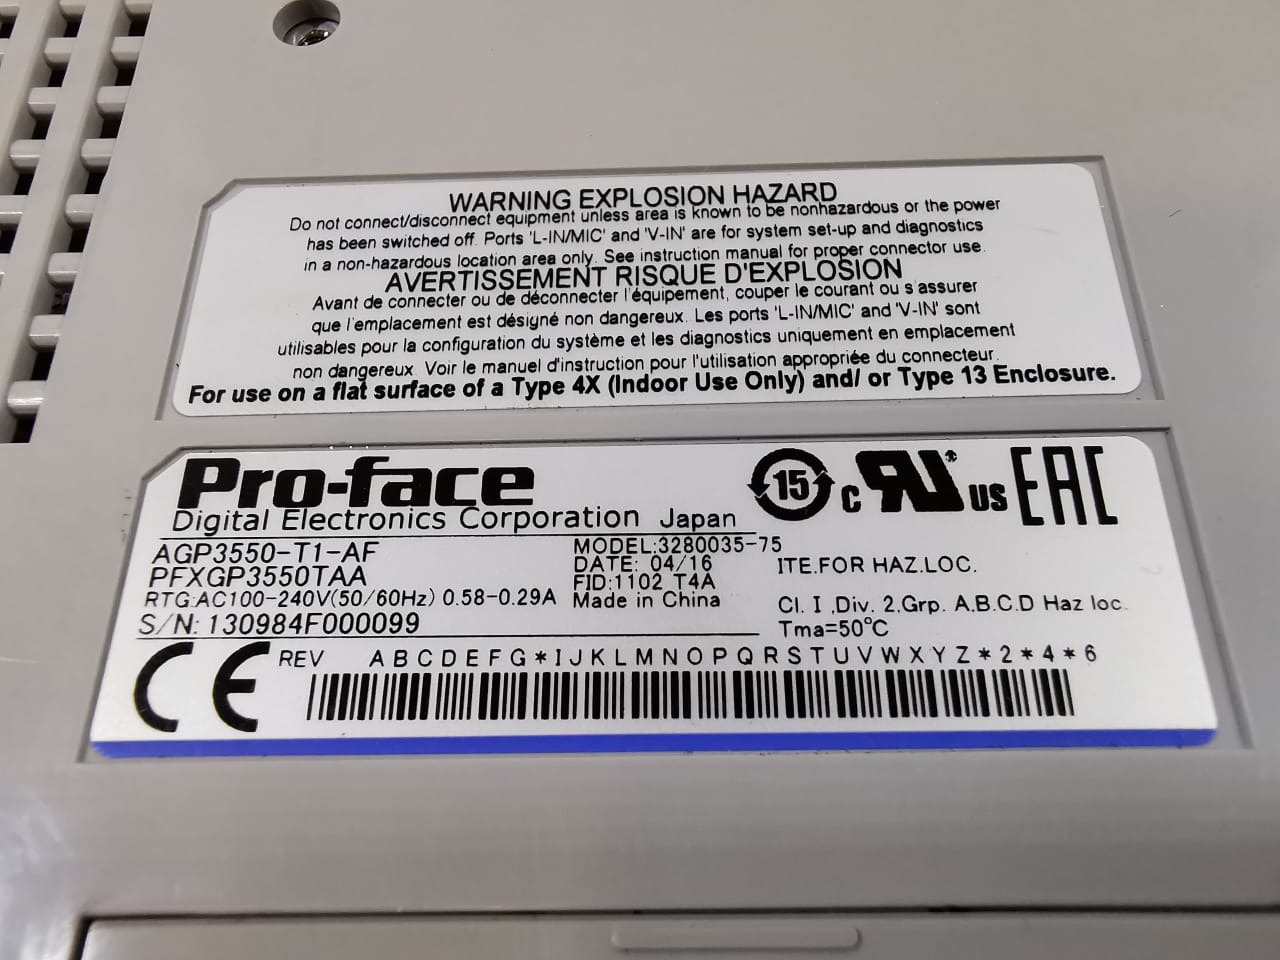 WARNING EXPLOSION HAZARD
Do not connect/disconnect equipment unless area is known to be nonhazardous or the power
has been switched off. Ports 'L-IN/MIC' and 'V-IN' are for system set-up and diagnostics
in a non-hazardous location area only. See instruction manual for proper connector use.
AVERTISSEMENT RISQUE D'EXPLOSION
Avant de connecter ou de déconnecter l'équipement, couper le courant ou s'assurer
que l'emplacement est désigné non dangereux. Les ports 'L-IN/MIC' and 'V-IN' sont
utilisables pour la configuration du système et les diagnostics uniquement en emplacement
non dangereux. Voir le manuel d'instruction pour l'utilisation appropriée du connecteur.
For use on a flat surface of a Type 4X (Indoor Use Only) and/ or Type 13 Enclosure.
Pro-face
Digital Electronics Corporation Japan
15 c RU us EAC
AGP3550-T1-AF
PFXGP3550TAA
RTG:AC100-240V(50/60Hz) 0.58-0.29A
S/N: 130984F000099
MODEL:3280035-75
DATE: 04/16
FID:1102 T4A
Made in China
ITE.FOR HAZ.LOC.
Cl. I ,Div. 2,Grp. A,B,C,D Haz loc.
Tma=50°C
CE REV A B C D E F G * I J K L M N O P Q R S T U V W X Y Z * 2 * 4 * 6